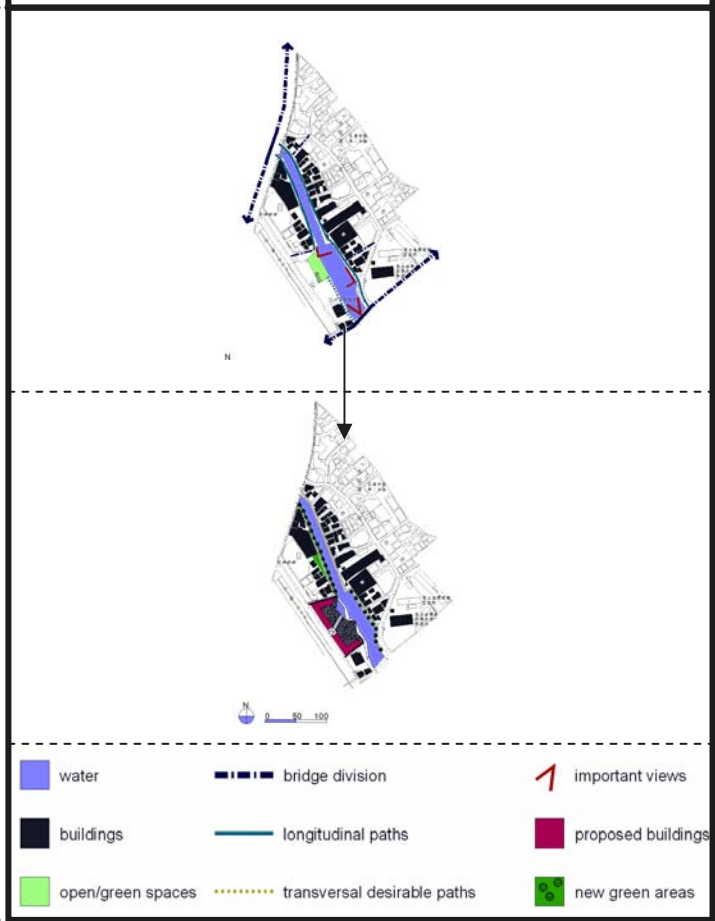 N
N
0 50 100
water
bridge division
important views
buildings
longitudinal paths
proposed buildings
open/green spaces
transversal desirable paths
new green areas